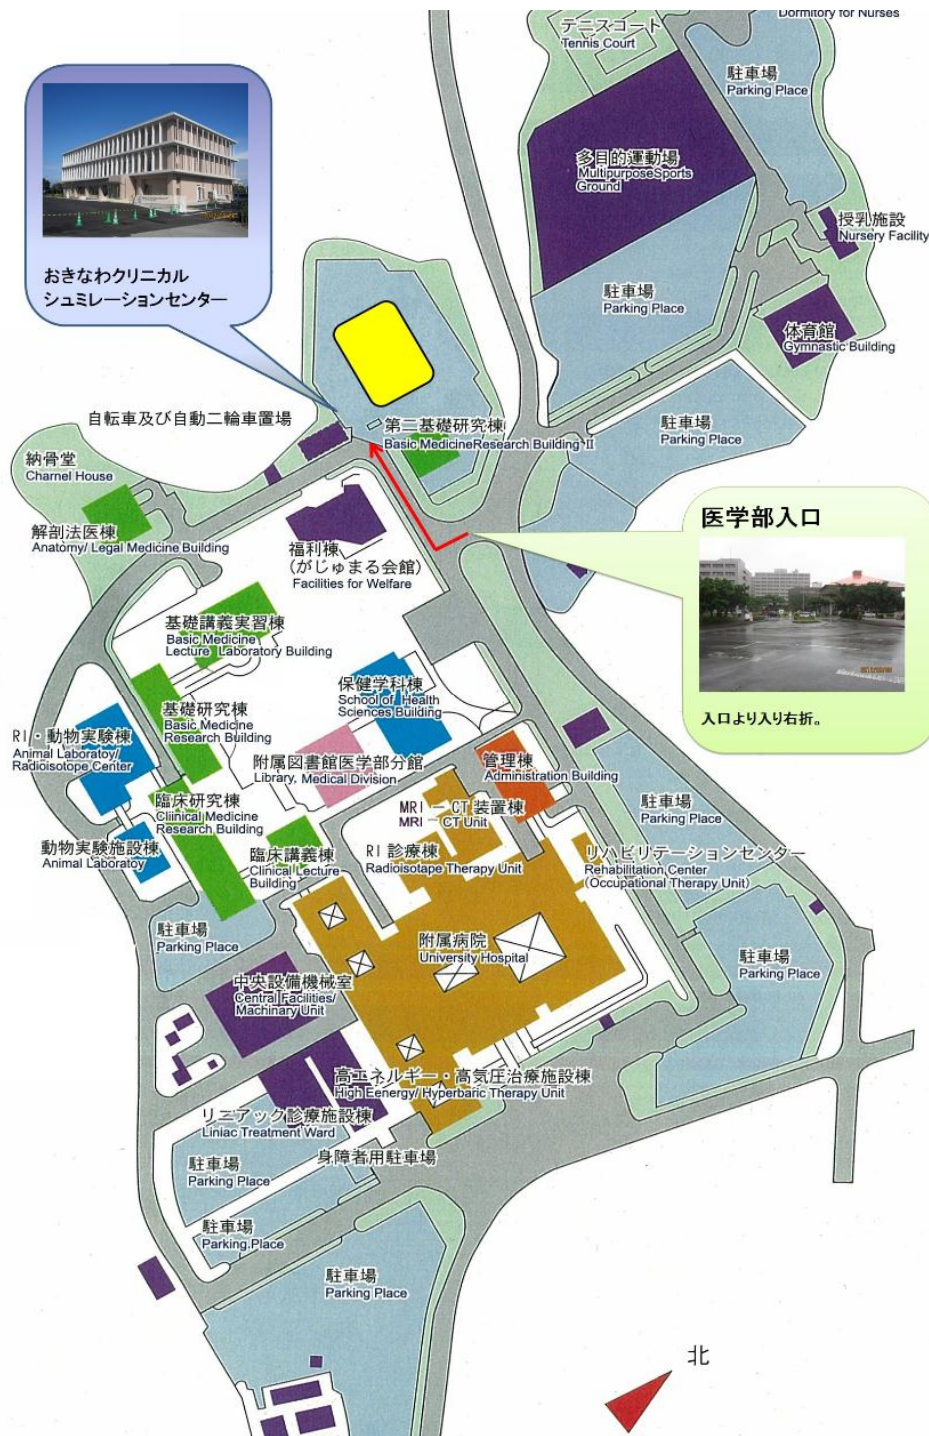 テニスコート
Tennis Court
Dormitory for Nurses
駐車場
Parking Place
多目的運動場
MultipurposeSports
Ground
授乳施設
Nursery Facility
駐車場
Parking Place
体育館
Gymnastic Building
おきなわクリニカル
シュミレーションセンター
自転車及び自動二輪車置場
第二基礎研究棟
Basic MedicineResearch Building II
駐車場
Parking Place
納骨堂
Charnel House
解剖法医棟
Anatomy/ Legal Medicine Building
福利棟
(がじゅまる会館)
Facilities for Welfare
医学部入口
入口より入り右折。
基礎講義実習棟
Basic Medicine
Lecture Laboratory Building
保健学科棟
School of Health
Sciences Building
基礎研究棟
Basic Medicine
Research Building
RI・動物実験棟
Animal Laboratoy/
Radioisotope Center
附属図書館医学部分館
Library, Medical Division
管理棟
Administration Building
臨床研究棟
Cliinical Medicine
Research Building
MRI－CT装置棟
MRI－CT Unit
駐車場
Parking Place
動物実験施設棟
Animal Laboratoy
臨床講義棟
Clinical Lecture
Building
RI診療棟
Radioisotape Therapy Unit
リハビリテーションセンター
Rehabilitation Center
(Occupational Therapy Unit)
駐車場
Parking Place
附属病院
University Hospital
駐車場
Parking Place
中央設備機械室
Central Facilities/
Machinary Unit
高エネルギー・高気圧治療施設棟
High Eenergy/ Hyperbaric Therapy Unit
リニアック診療施設棟
Liniac Treatment Ward
身障者用駐車場
駐車場
Parking Place
駐車場
Parking Place
駐車場
Parking Place
北